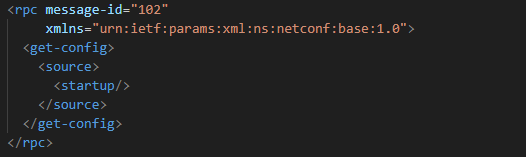 <rpc message-id="102"
xmlns="urn:ietf:params:xml:ns:netconf:base:1.0">
<get-config>
<source>
<startup/>
</source>
</get-config>
</rpc>